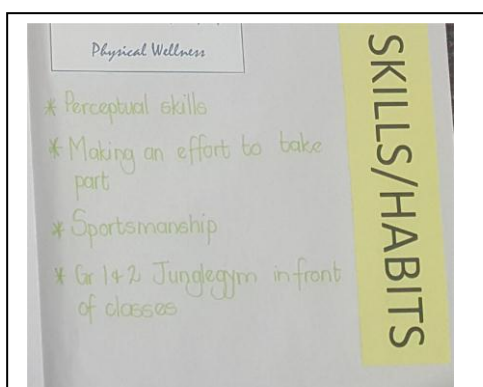 Physical Wellness
* Perceptual skills
* Making an effort to take
part
* Sportsmanship
* Gr 1 & 2 Junglegym in front
of classes
SKILLS/HABITS